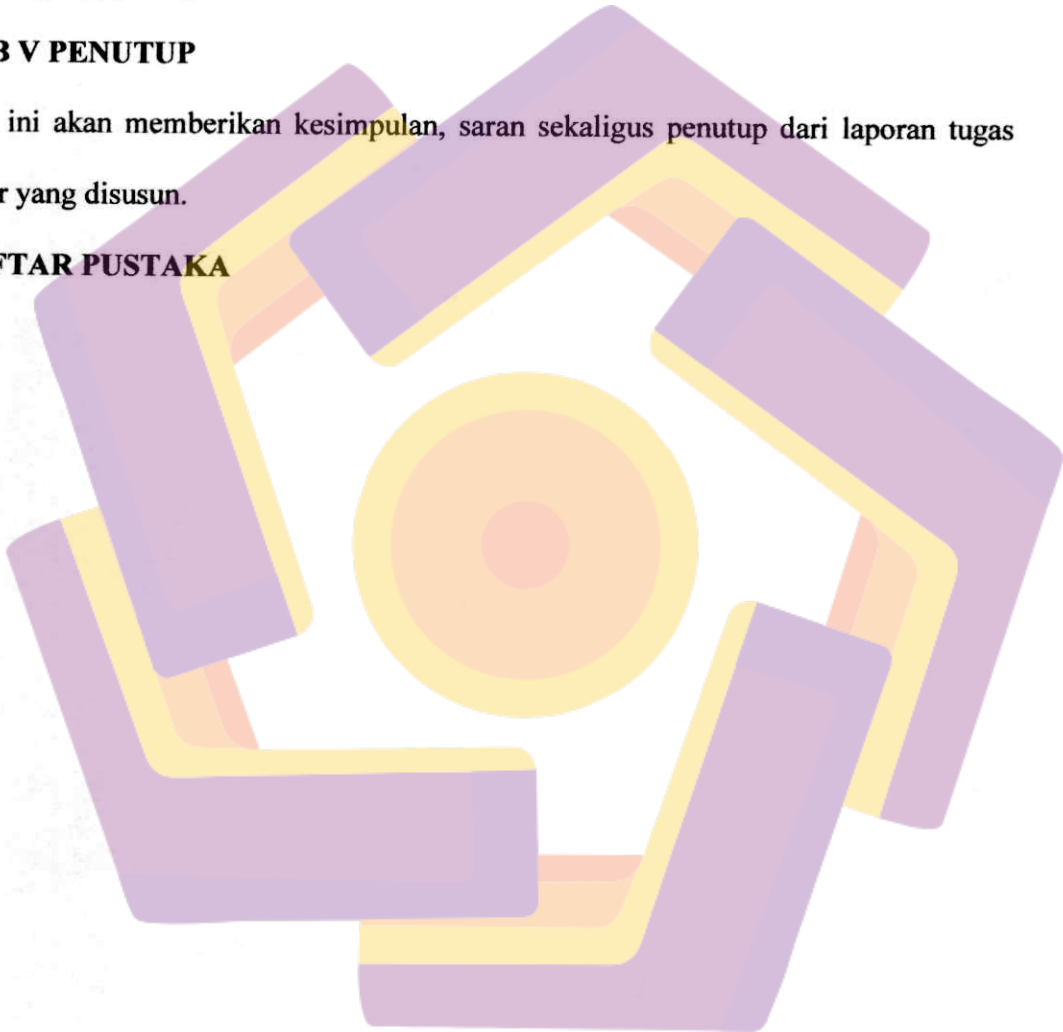 B V PENUTUP
ini akan memberikan kesimpulan, saran sekaligus penutup dari laporan tugas
r yang disusun.
FTAR PUSTAKA